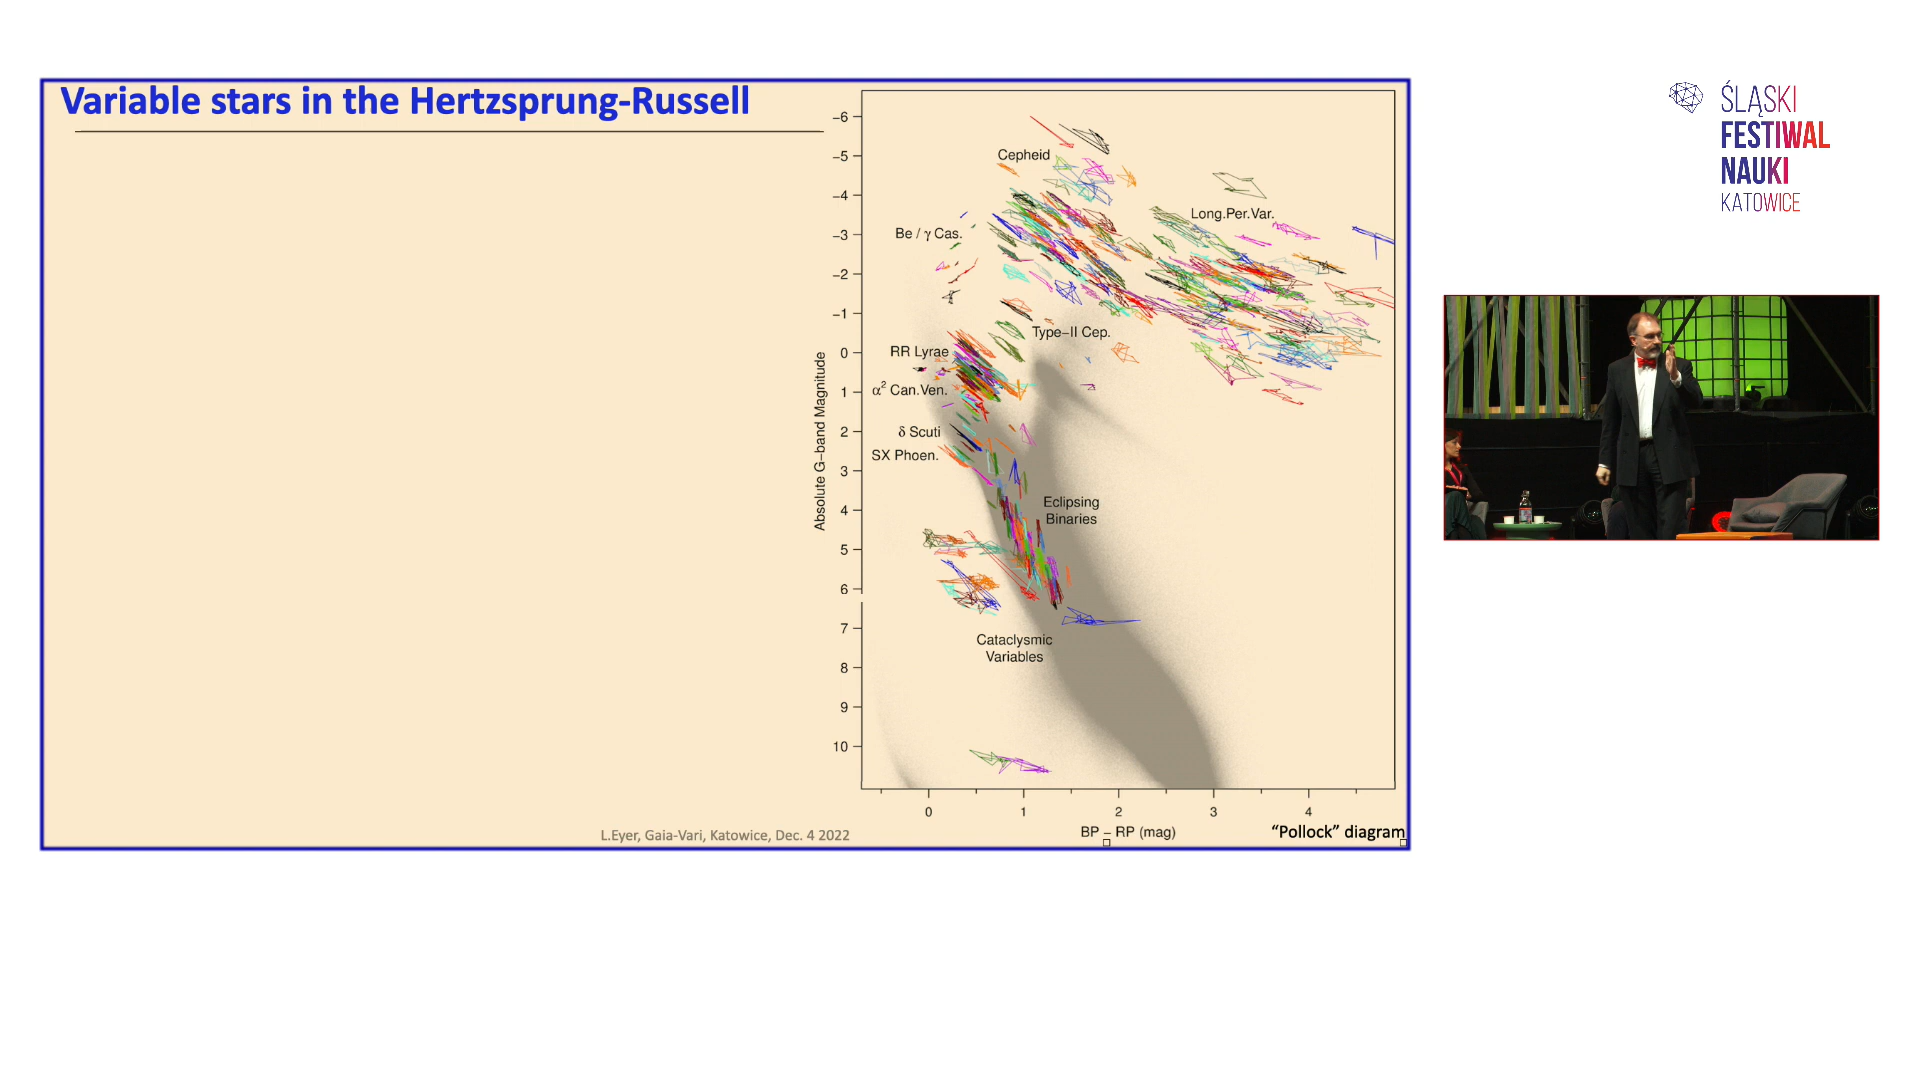 Variable stars in the Hertzsprung-Russell
ŚLĄSKI
FESTIWAL
NAUKI
KATOWICE
Absolute G−band Magnitude
−6
−5
−4
−3
−2
−1
0
1
2
3
4
5
6
7
8
9
10
Cepheid
Long.Per.Var.
Be / γ Cas.
Type−II Cep.
RR Lyrae
α² Can.Ven.
δ Scuti
SX Phoen.
Eclipsing
Binaries
Cataclysmic
Variables
0 1 2 3 4
BP − RP (mag)
"Pollock" diagram
L.Eyer, Gaia-Vari, Katowice, Dec. 4 2022